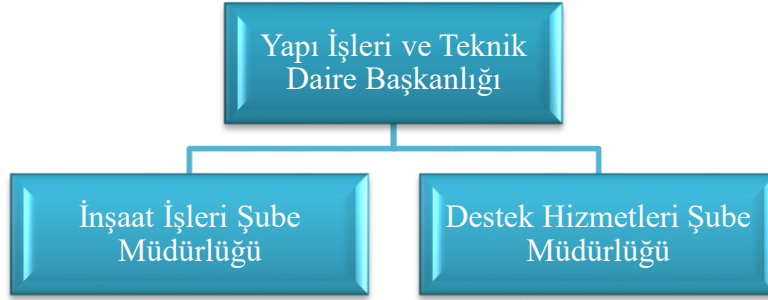 Yapı İşleri ve Teknik
Daire Başkanlığı
İnşaat İşleri Şube
Müdürlüğü
Destek Hizmetleri Şube
Müdürlüğü